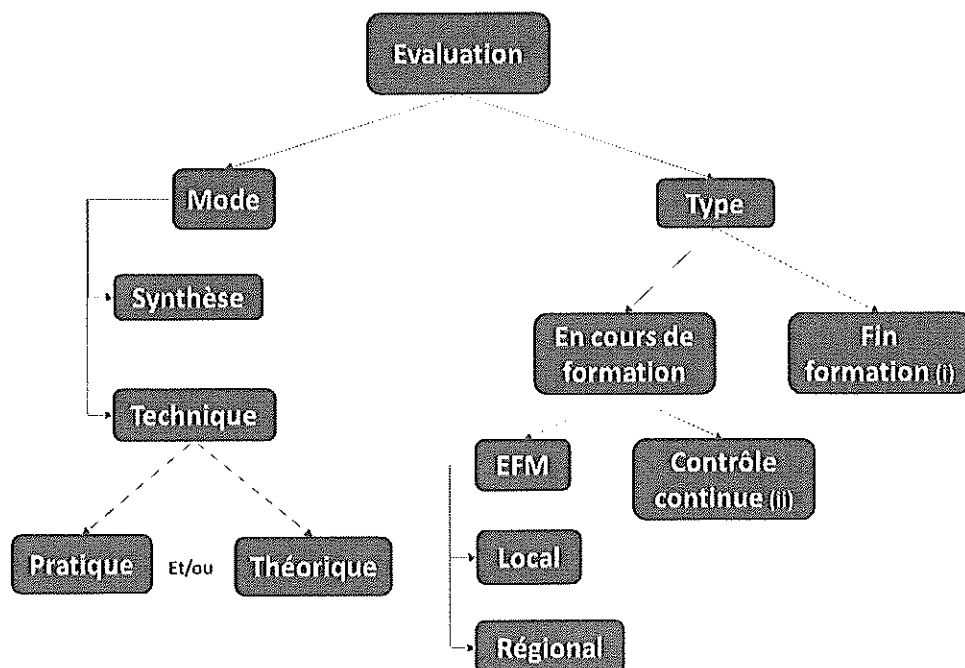 Evaluation
Mode
Type
Synthèse
En cours de
formation
Fin
formation (i)
Technique
EFM
Contrôle
continue (ii)
Pratique
Et/ou
Théorique
Local
Régional